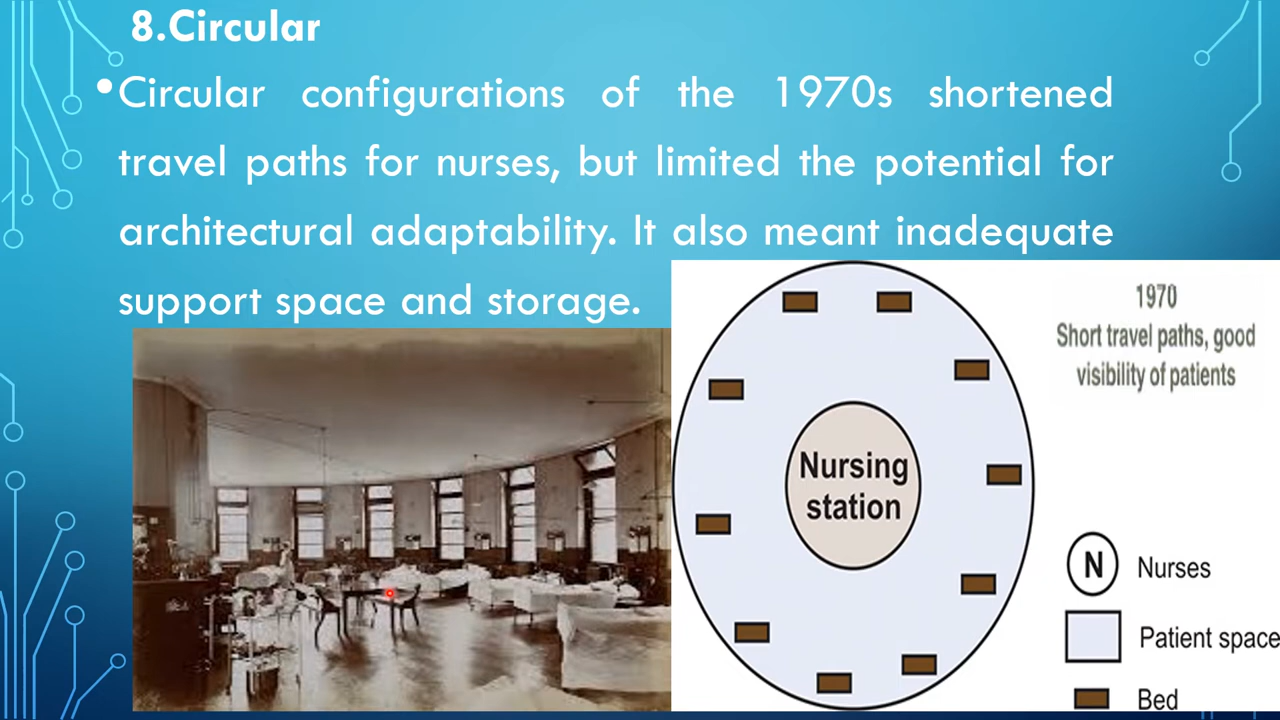 8.Circular
•Circular configurations of the 1970s shortened
travel paths for nurses, but limited the potential for
architectural adaptability. It also meant inadequate
support space and storage.
1970
Short travel paths, good
visibility of patients
Nursing
station
N Nurses
Patient space
Bed